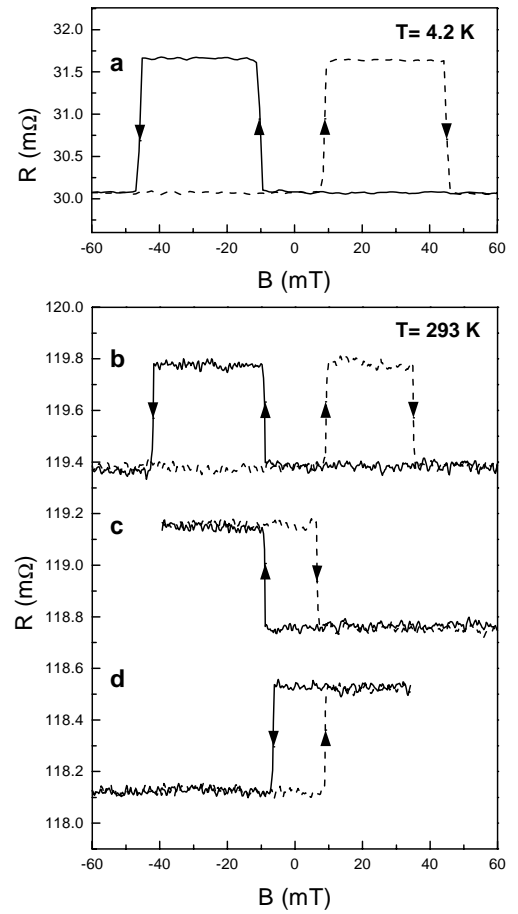 32.0
T= 4.2 K
a
31.5
31.0
30.5
30.0
R (mΩ)
-60 -40 -20 0 20 40 60
B (mT)
120.0
T= 293 K
b
119.8
119.6
119.4
119.2
c
119.0
118.8
118.6
d
118.4
118.2
118.0
R (mΩ)
-60 -40 -20 0 20 40 60
B (mT)